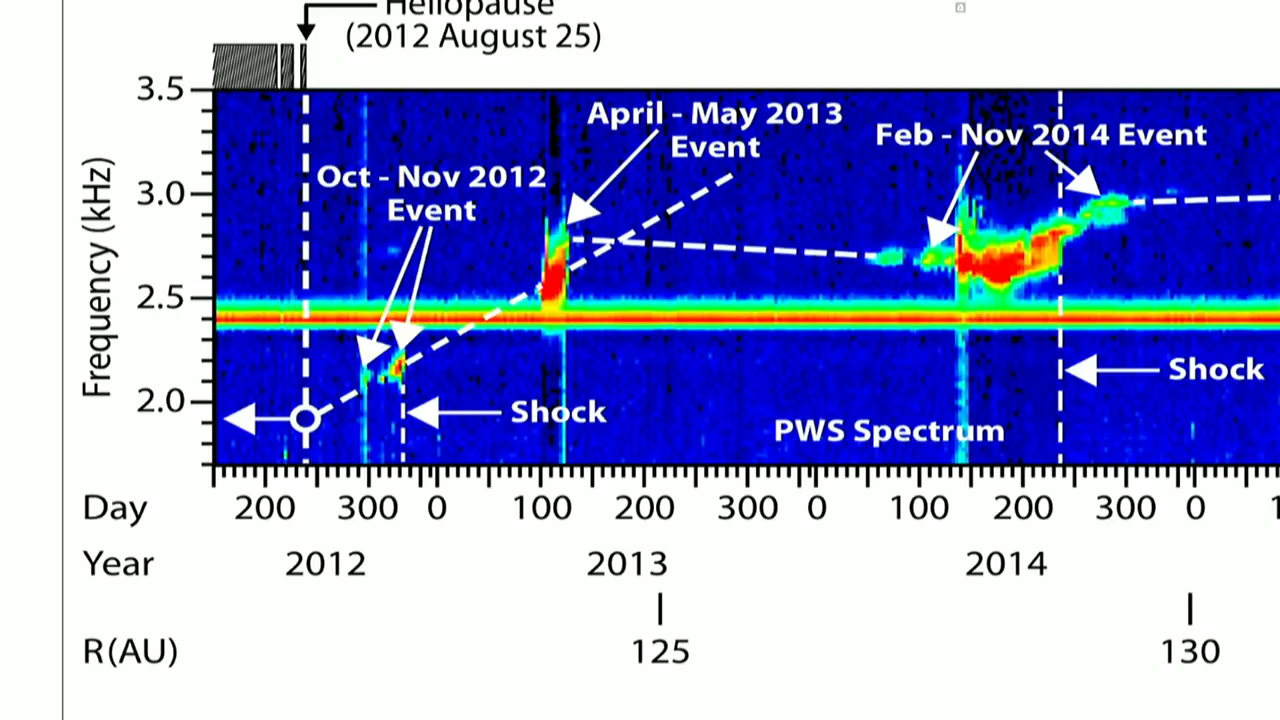 Heliopause
(2012 August 25)
3.5
3.0
2.5
2.0
Frequency (kHz)
April - May 2013
Event
Feb - Nov 2014 Event
Oct - Nov 2012
Event
Shock
Shock
PWS Spectrum
Day 200 300 0 100 200 300 0 100 200 300 0 1
Year 2012 2013 2014
R(AU) 125 130